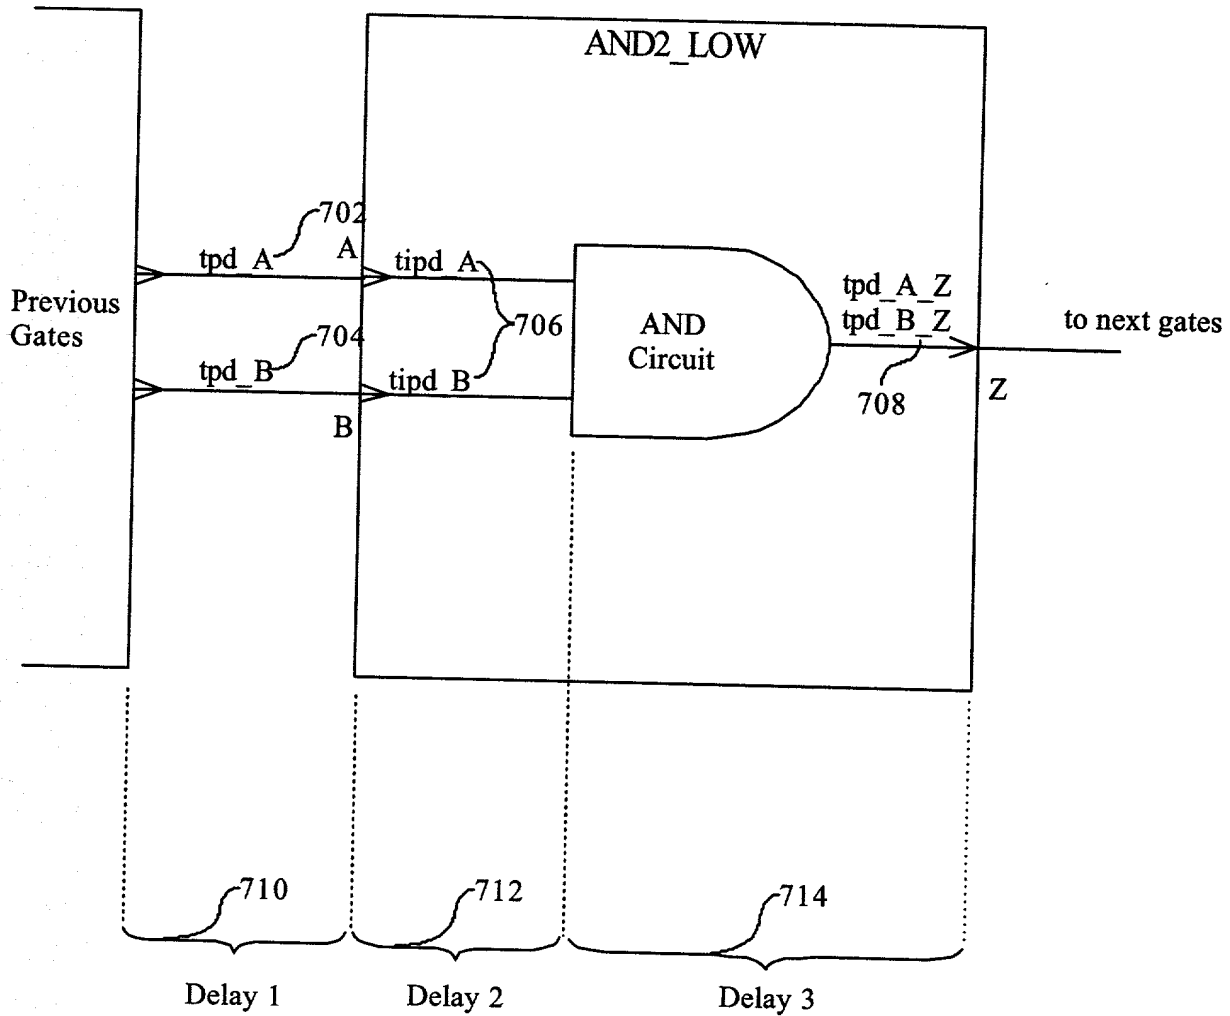 AND2_LOW
702
tpd_A
A
tipd_A
Previous
Gates
704
706
AND
Circuit
tpd_A_Z
tpd_B_Z
to next gates
tpd_B
tipd_B
708
Z
B
710
712
714
Delay 1
Delay 2
Delay 3